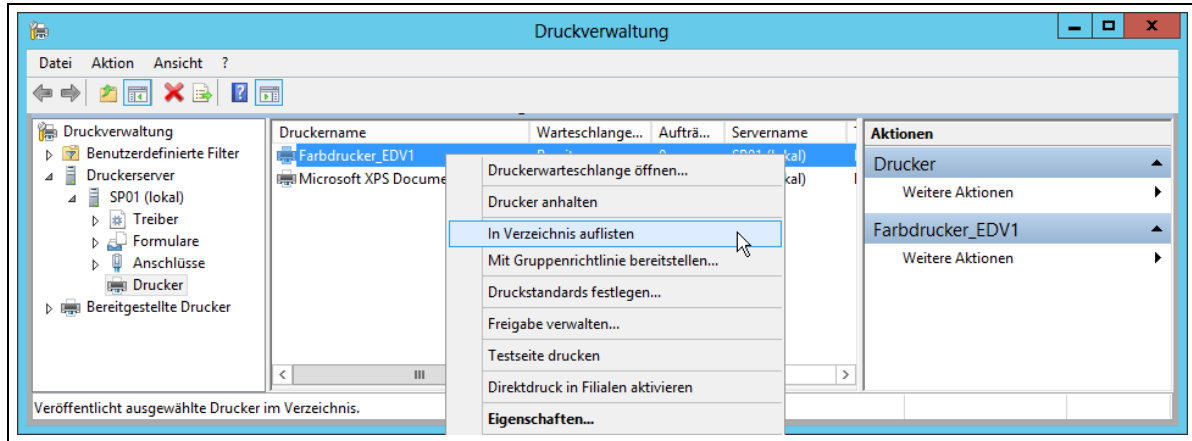 Druckverwaltung
Datei Aktion Ansicht ?
Druckverwaltung
Benutzerdefinierte Filter
Druckerserver
SP01 (lokal)
Treiber
Formulare
Anschlüsse
Drucker
Bereitgestellte Drucker
Druckername Warteschlange... Aufträ... Servername
Farbdrucker_EDV1
Microsoft XPS Docume
Druckerwarteschlange öffnen...
Drucker anhalten
In Verzeichnis auflisten
Mit Gruppenrichtlinie bereitstellen...
Druckstandards festlegen...
Freigabe verwalten...
Testseite drucken
Direktdruck in Filialen aktivieren
Eigenschaften...
Aktionen
Drucker
Weitere Aktionen
Farbdrucker_EDV1
Weitere Aktionen
Veröffentlicht ausgewählte Drucker im Verzeichnis.